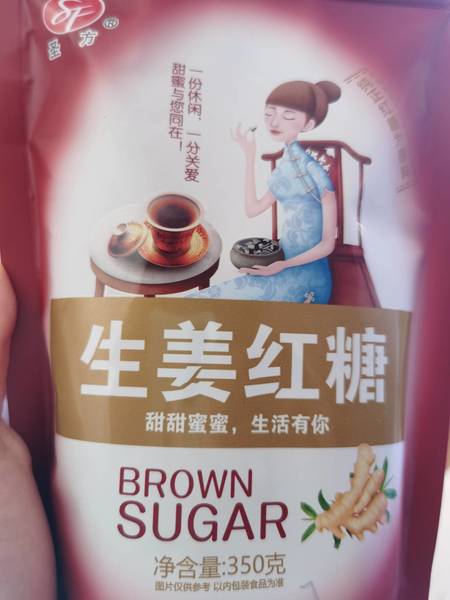 SF®
圣方
一份休闲，一分关爱
甜蜜与您同在！
生姜红糖
甜甜蜜蜜，生活有你
BROWN
SUGAR
净含量:350克
图片仅供参考 以内包装食品为准